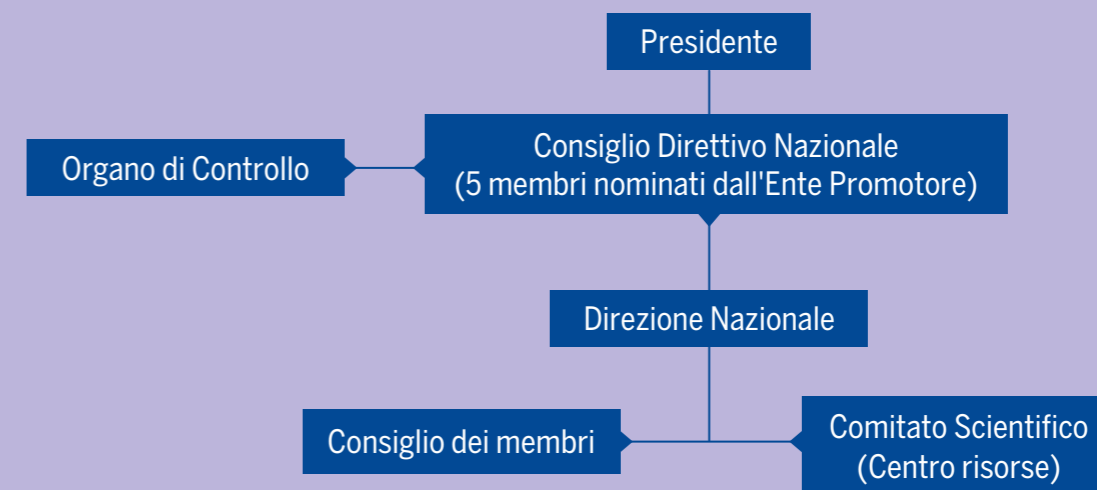 Presidente
Organo di Controllo
Consiglio Direttivo Nazionale
(5 membri nominati dall'Ente Promotore)
Direzione Nazionale
Consiglio dei membri
Comitato Scientifico
(Centro risorse)